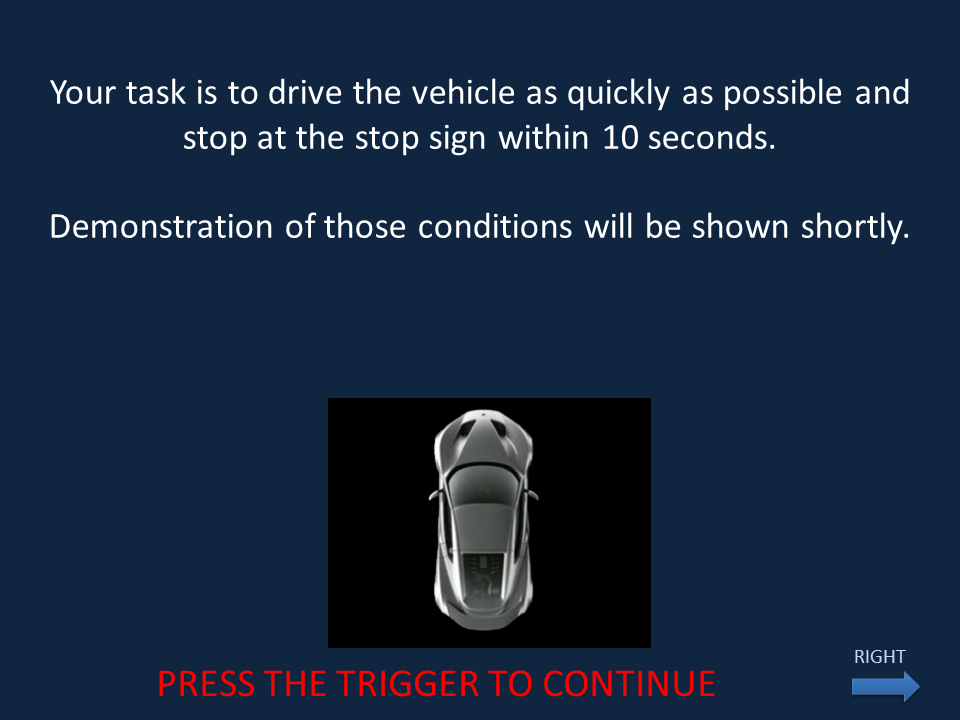 Your task is to drive the vehicle as quickly as possible and
stop at the stop sign within 10 seconds.
Demonstration of those conditions will be shown shortly.
RIGHT
PRESS THE TRIGGER TO CONTINUE